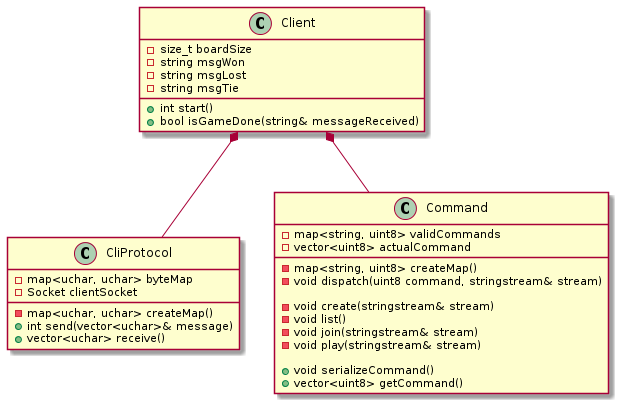 C Client
size_t boardSize
string msgWon
string msgLost
string msgTie
int start()
bool isGameDone(string& messageReceived)
C CliProtocol
map<uchar, uchar> byteMap
Socket clientSocket
map<uchar, uchar> createMap()
int send(vector<uchar>& message)
vector<uchar> receive()
C Command
map<string, uint8> validCommands
vector<uint8> actualCommand
map<string, uint8> createMap()
void dispatch(uint8 command, stringstream& stream)
void create(stringstream& stream)
void list()
void join(stringstream& stream)
void play(stringstream& stream)
void serializeCommand()
vector<uint8> getCommand()